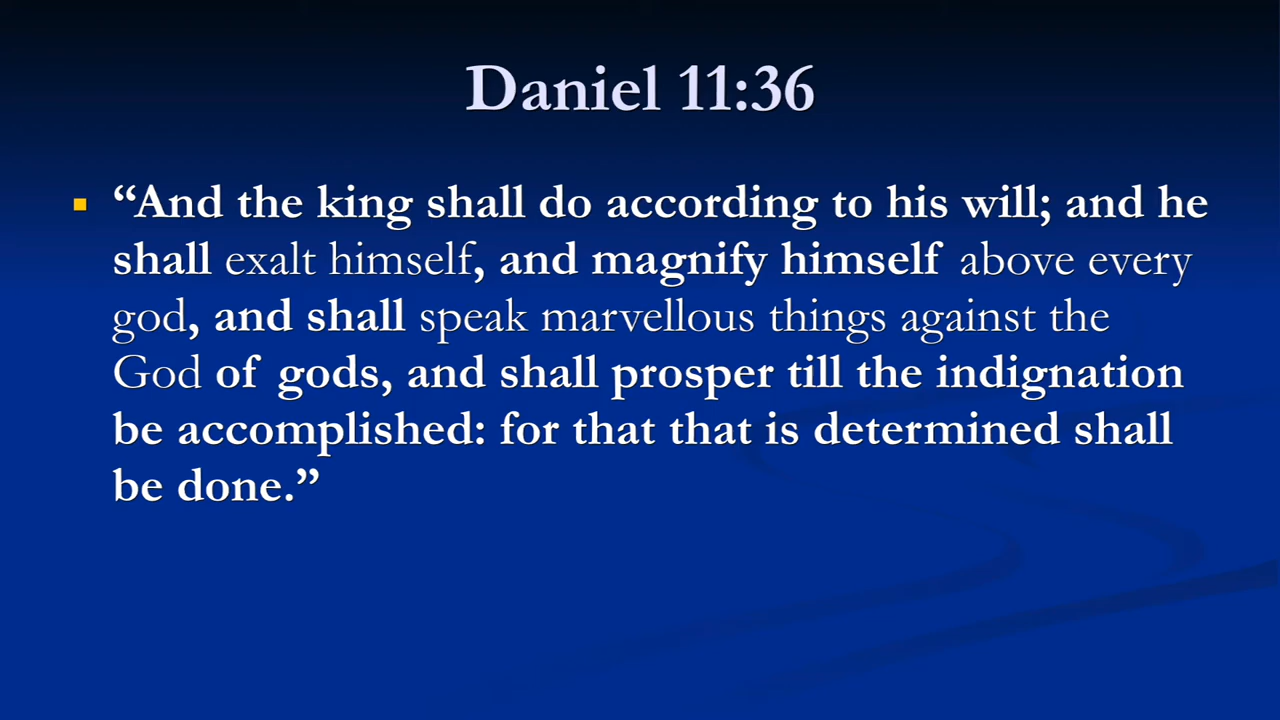 Daniel 11:36
“And the king shall do according to his will; and he
shall exalt himself, and magnify himself above every
god, and shall speak marvellous things against the
God of gods, and shall prosper till the indignation
be accomplished: for that that is determined shall
be done.”